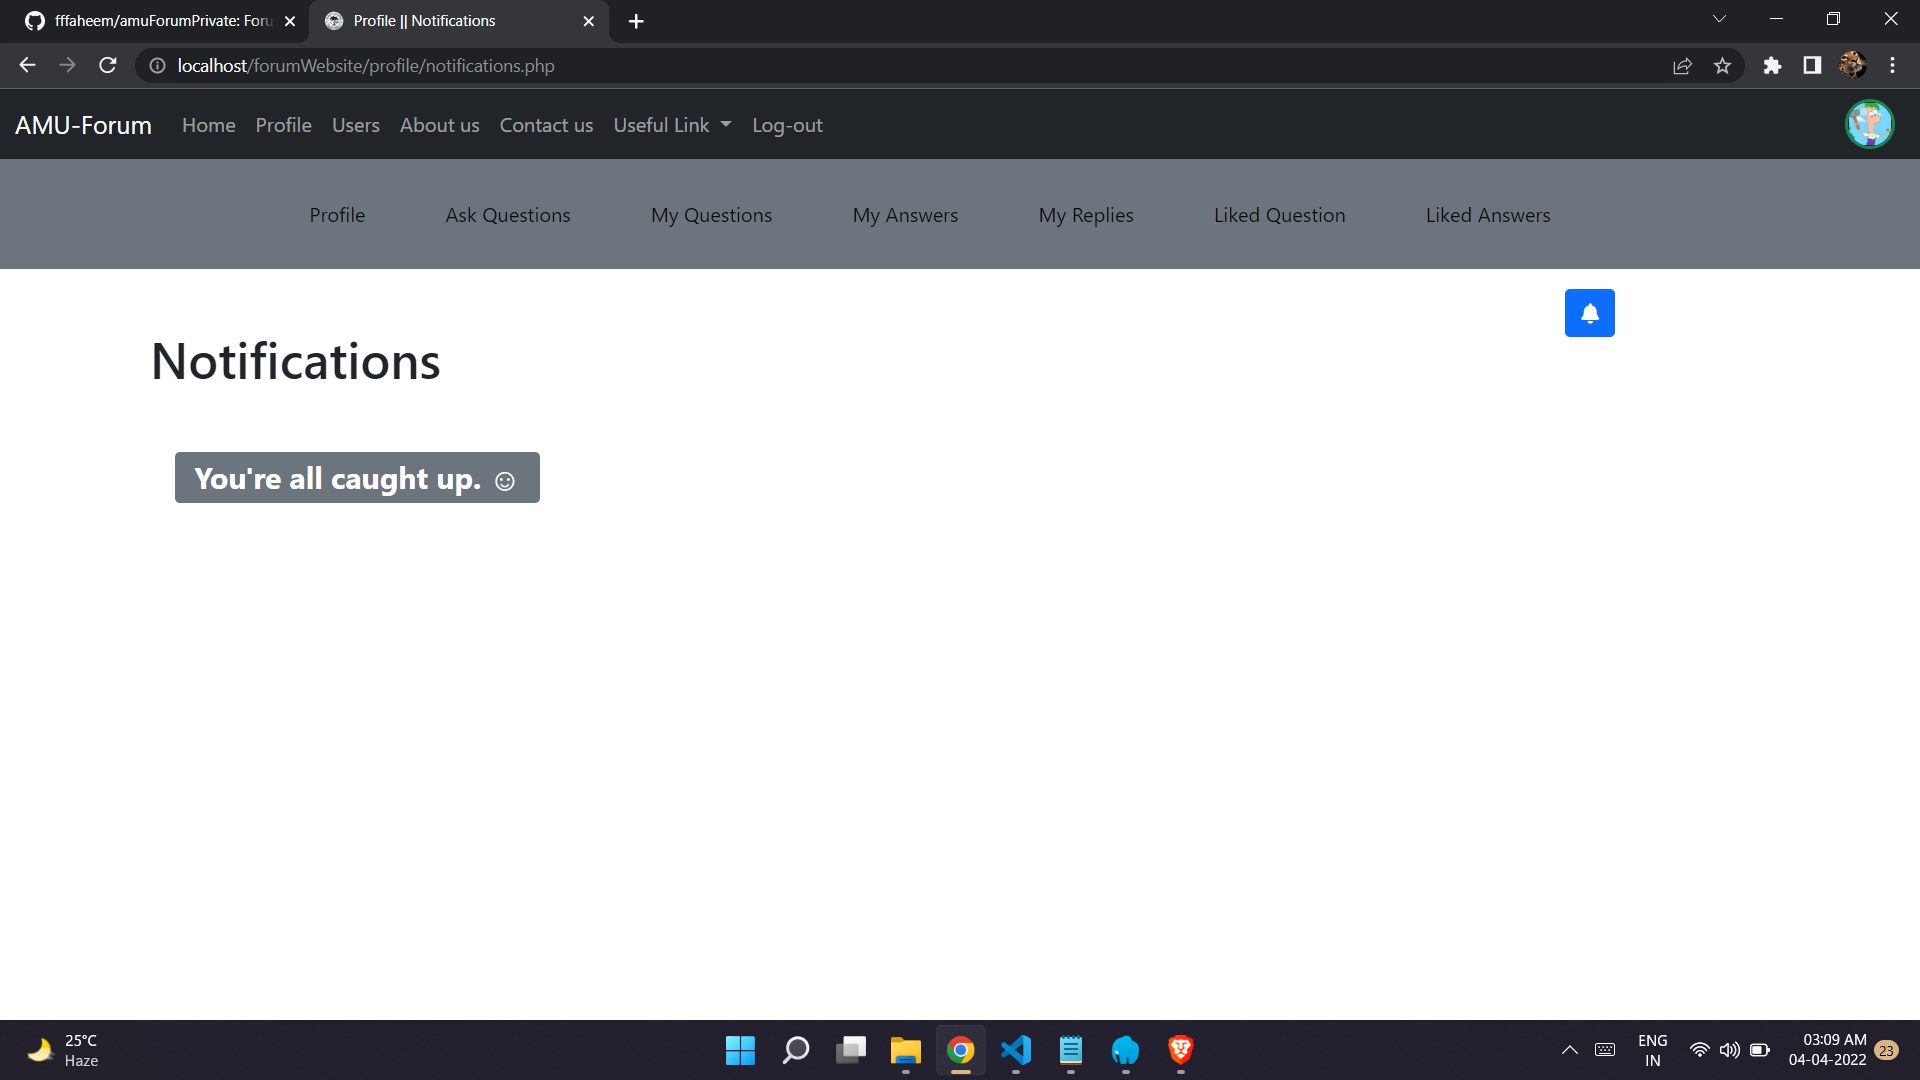 fffaheem/amuForumPrivate: Foru
Profile || Notifications
localhost/forumWebsite/profile/notifications.php
AMU-Forum Home Profile Users About us Contact us Useful Link Log-out
Profile Ask Questions My Questions My Answers My Replies Liked Question Liked Answers
Notifications
You're all caught up. ☺
25°C
Haze
ENG
IN
03:09 AM
04-04-2022
23